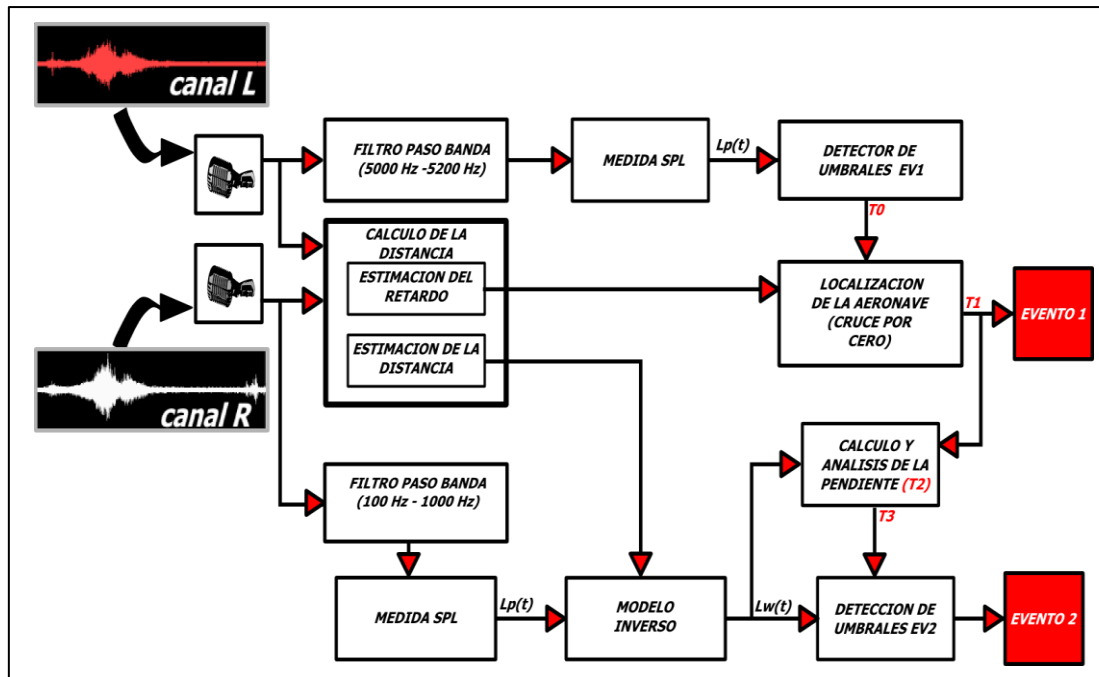 canal L
FILTRO PASO BANDA
(5000 Hz -5200 Hz)
MEDIDA SPL
Lp(t)
DETECTOR DE
UMBRALES EV1
T0
CALCULO DE LA
DISTANCIA
ESTIMACION DEL
RETARDO
ESTIMACION DE LA
DISTANCIA
LOCALIZACION
DE LA AERONAVE
(CRUCE POR
CERO)
T1
EVENTO 1
canal R
CALCULO Y
ANALISIS DE LA
PENDIENTE (T2)
T3
FILTRO PASO BANDA
(100 Hz - 1000 Hz)
MEDIDA SPL
Lp(t)
MODELO
INVERSO
Lw(t)
DETECCION DE
UMBRALES EV2
EVENTO 2